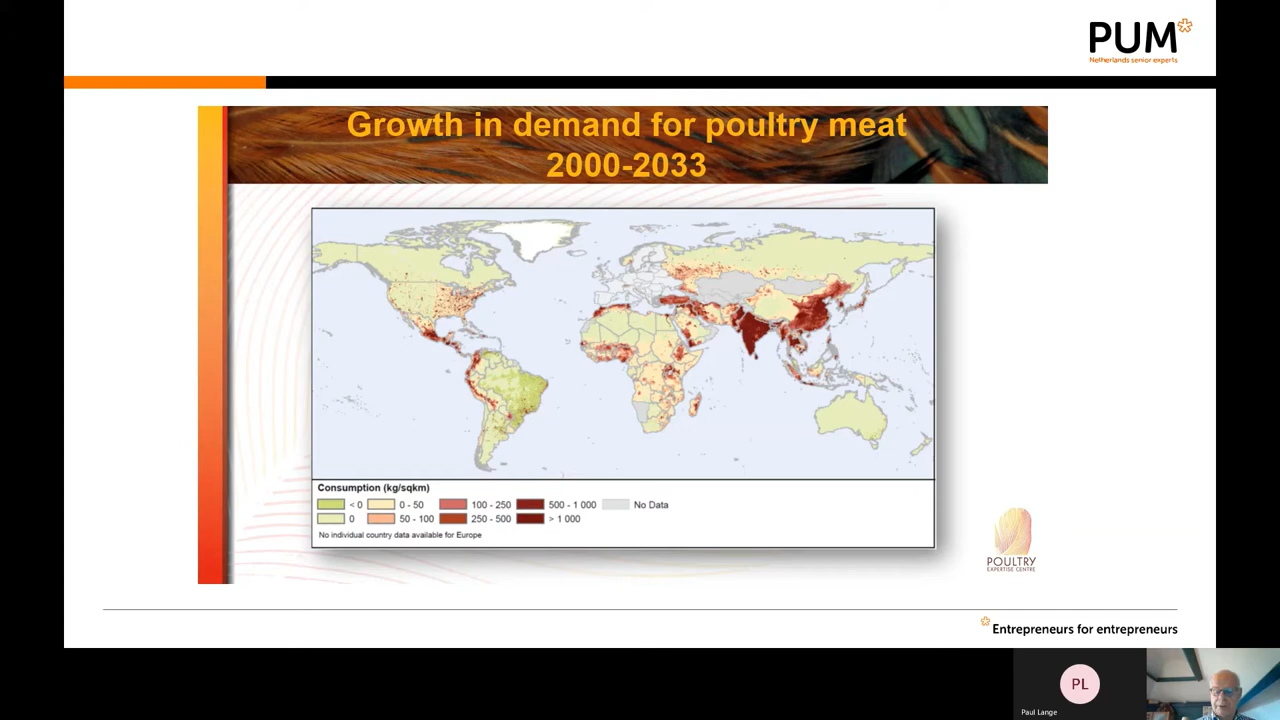 PUM
Netherlands senior experts
Growth in demand for poultry meat
2000-2033
Consumption (kg/sqkm)
< 0 0 - 50 100 - 250 500 - 1 000 No Data
0 50 - 100 250 - 500 > 1 000
No individual country data available for Europe
POULTRY
EXPERTISE CENTRE
Entrepreneurs for entrepreneurs
PL
Paul Lange